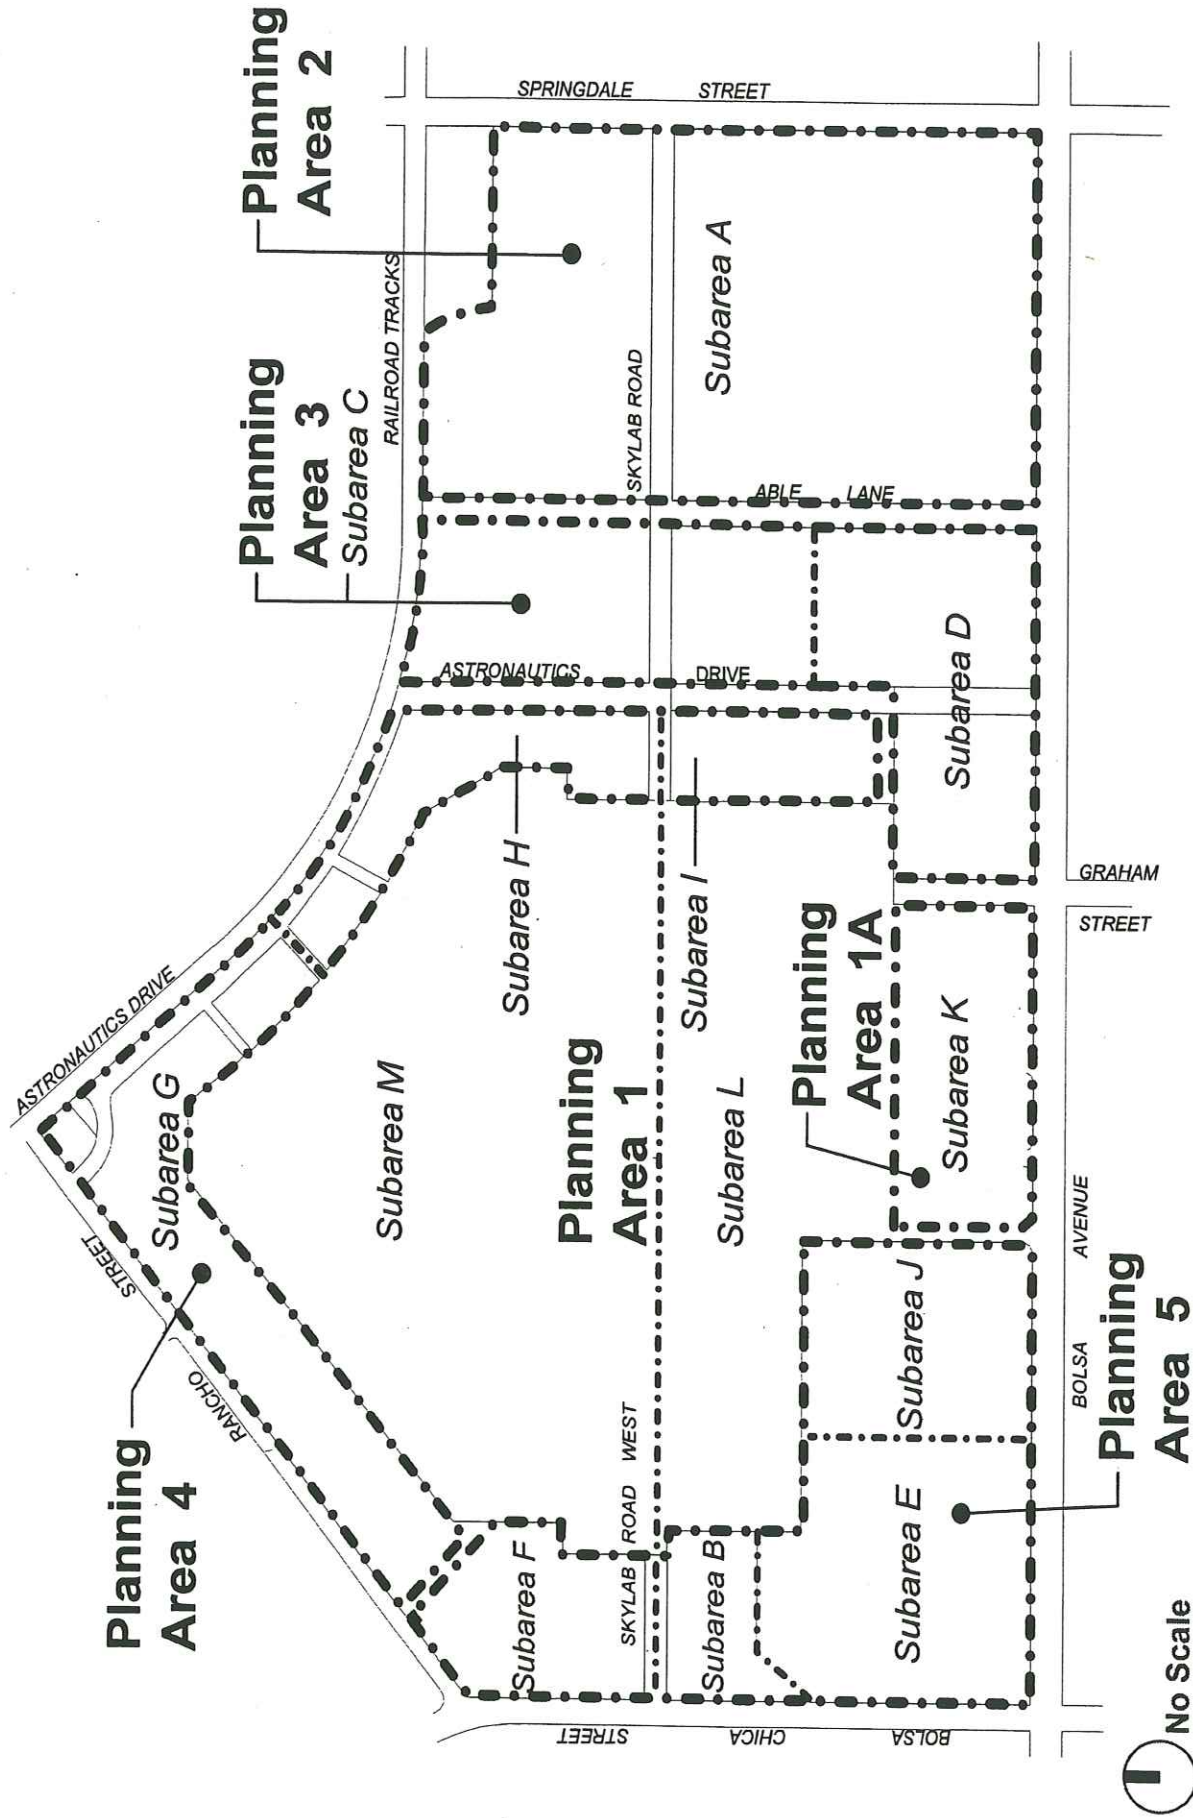 Planning
Area 4
STREET
RANCHO
ASTRONAUTICS DRIVE
Subarea G
Planning
Area 3
Subarea C
Planning
Area 2
RAILROAD TRACKS
SPRINGDALE STREET
Subarea F
Subarea M
Subarea H
ASTRONAUTICS DRIVE
Planning
Area 1
SKYLAB ROAD WEST
SKYLAB ROAD
Subarea B
Subarea L
Subarea I
Subarea A
ABLE LANE
Planning
Area 1A
Subarea E
Subarea J
Subarea K
Subarea D
BOLSA CHICA STREET
BOLSA AVENUE
GRAHAM
STREET
Planning
Area 5
No Scale